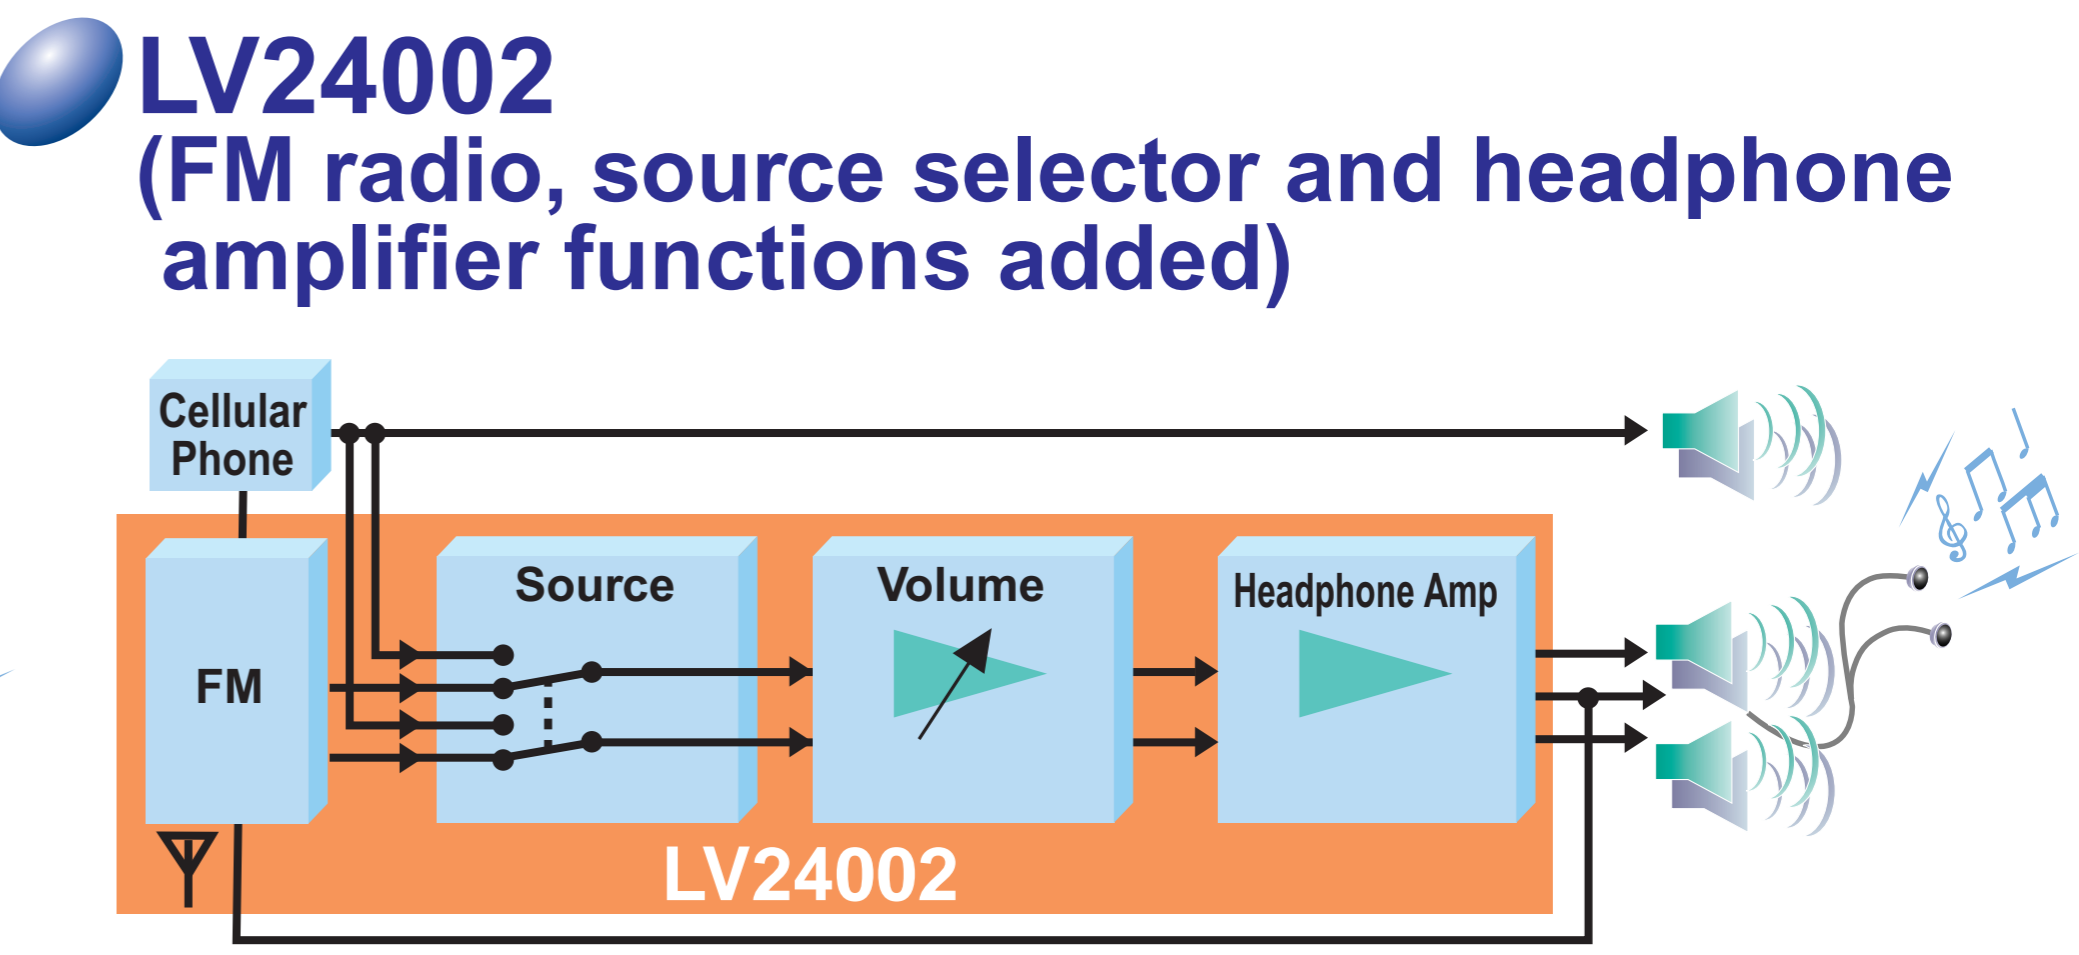 LV24002
(FM radio, source selector and headphone
amplifier functions added)
Cellular
Phone
FM
Source
Volume
Headphone Amp
LV24002